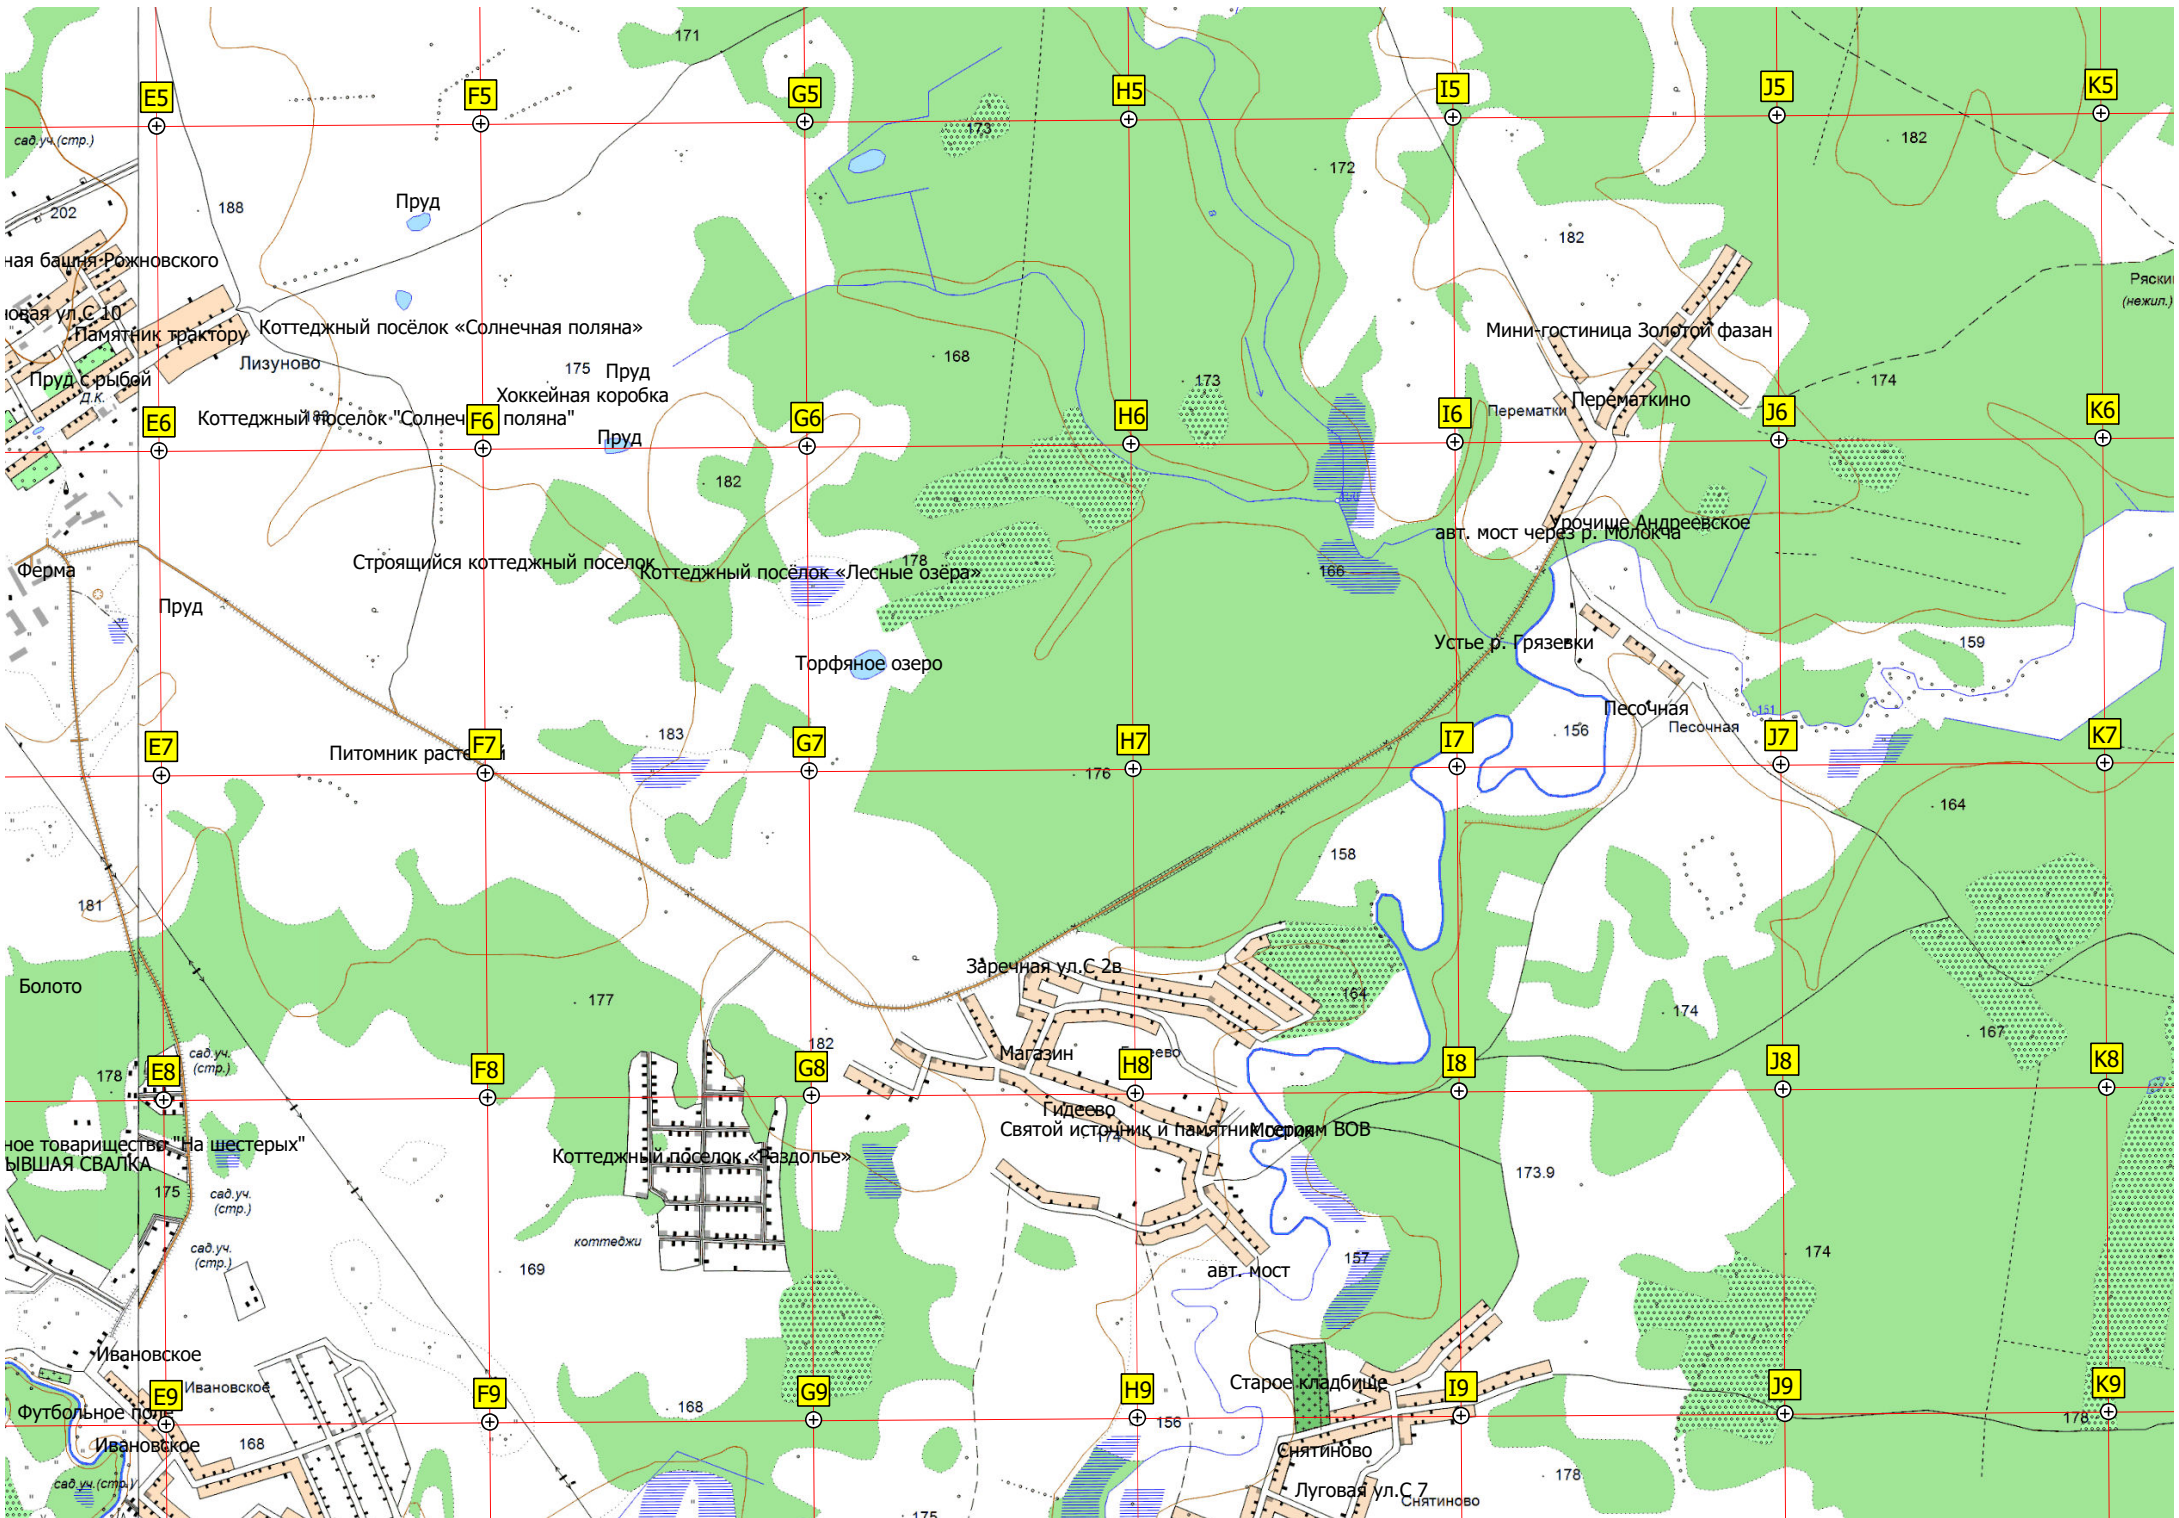 171
E5
F5
G5
H5
I5
J5
K5
сад.уч.(стр.)
173
182
172
202
188
Пруд
в
182
ная башня Рожновского
Ряски
(нежил.)
новая ул.С 10
Памятник трактору
Коттеджный посёлок «Солнечная поляна»
Мини-гостиница Золотой фазан
Лизуново
168
175
Пруд
173
174
Пруд с рыбой
Д.К.
Хоккейная коробка
Перематки
Перематкино
E6
Коттеджный поселок "Солнеч
F6
поляна"
Пруд
G6
H6
I6
J6
K6
182
Урочище Андреевское
авт. мост через р. Молокча
Ферма
Строящийся коттеджный поселок
178
Коттеджный посёлок «Лесные озёра»
166
Пруд
Торфяное озеро
Устье р. Грязевки
159
Песочная
151
Песочная
E7
Питомник расте
F7
183
G7
H7
I7
156
J7
K7
176
164
158
181
Болото
Заречная ул.С 2в
177
164
174
167
182
сад.уч.
(стр.)
Магазин
178
E8
F8
G8
H8
I8
J8
K8
Гидеево
174
Святой источник и памятник героям ВОВ
ное товарищество "На шестерых"
ЫВШАЯ СВАЛКА
Коттеджный поселок «Раздолье»
173.9
175
сад.уч.
(стр.)
коттеджи
сад.уч.
(стр.)
169
157
174
авт. мост
Ивановское
E9
Ивановское
F9
G9
H9
Старое кладбище
I9
J9
K9
Футбольное поле
168
156
178
Ивановское
168
Снятиново
178
сад.уч.(стр.)
Луговая ул.С 7
Снятиново
175